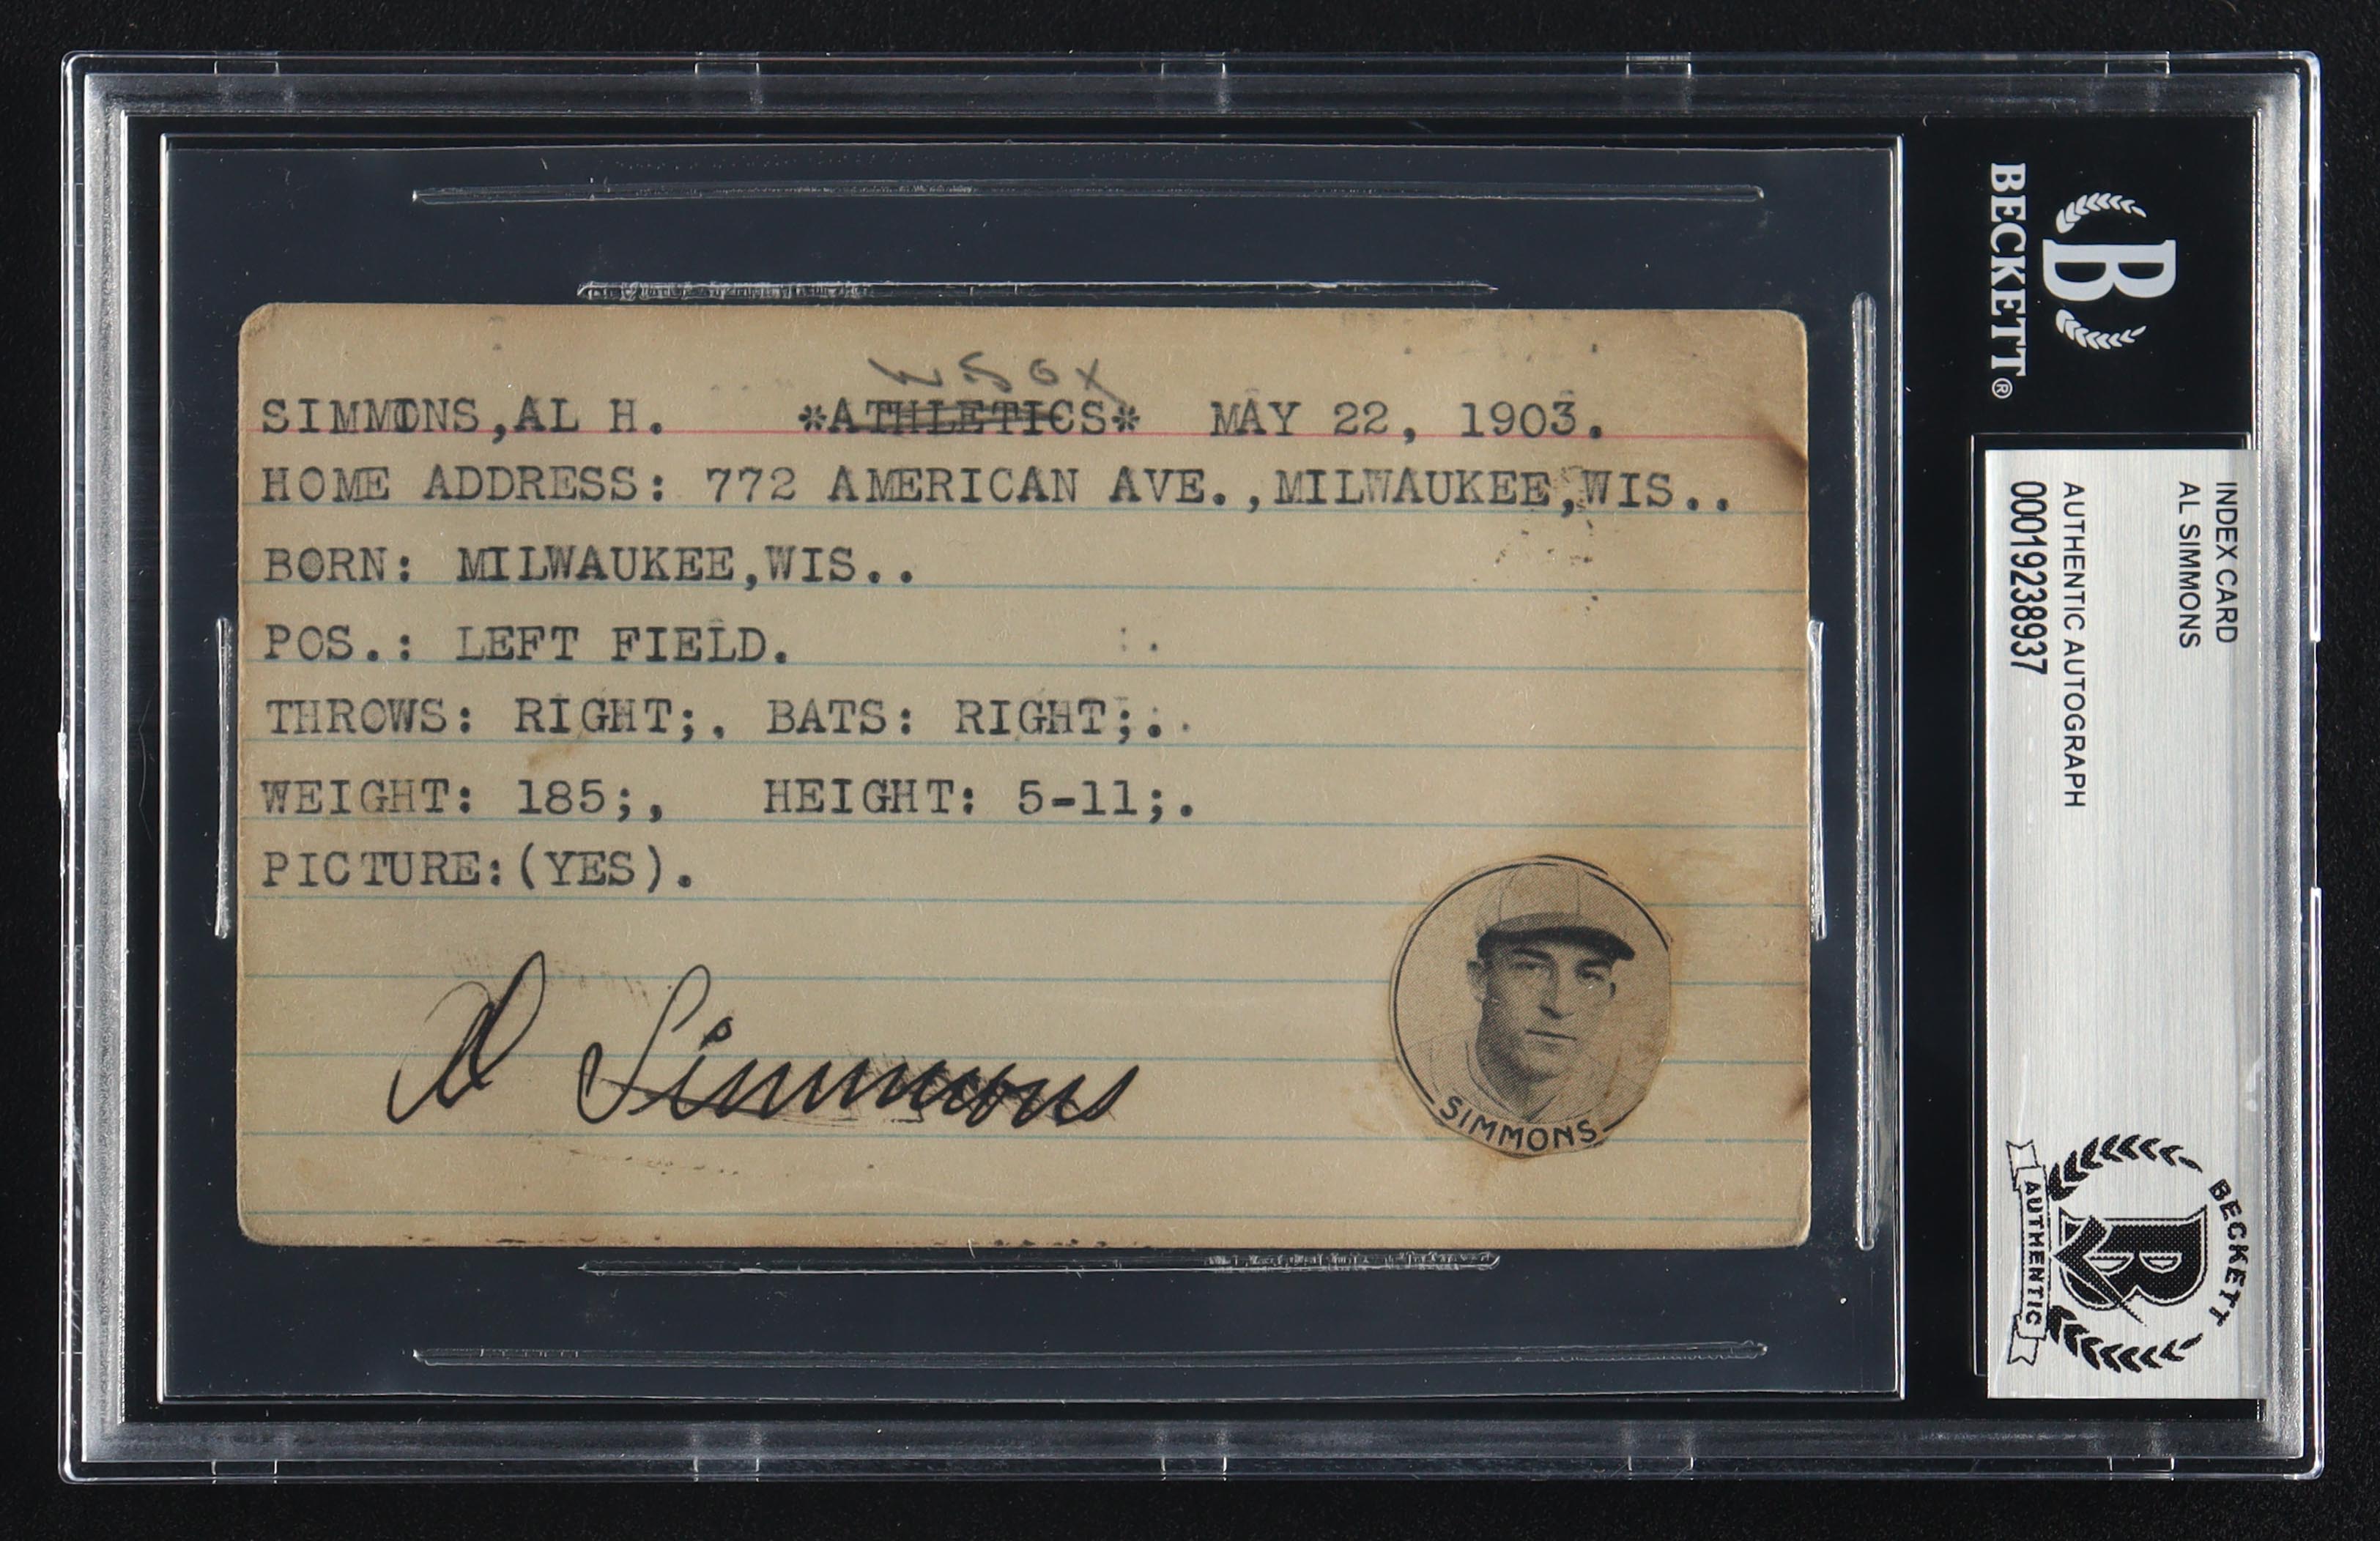 W. SOX
SIMMONS,AL H. *ATHLETICS* MAY 22, 1903.
HOME ADDRESS: 772 AMERICAN AVE.,MILWAUKEE,WIS..
BORN: MILWAUKEE,WIS..
POS.: LEFT FIELD.
THROWS: RIGHT;. BATS: RIGHT;.
WEIGHT: 185;, HEIGHT: 5-11;.
PICTURE:(YES).
Al Simmons
SIMMONS
B
BECKETT®
INDEX CARD
AL SIMMONS
AUTHENTIC AUTOGRAPH
00019238937
BECKETT
B
AUTHENTIC